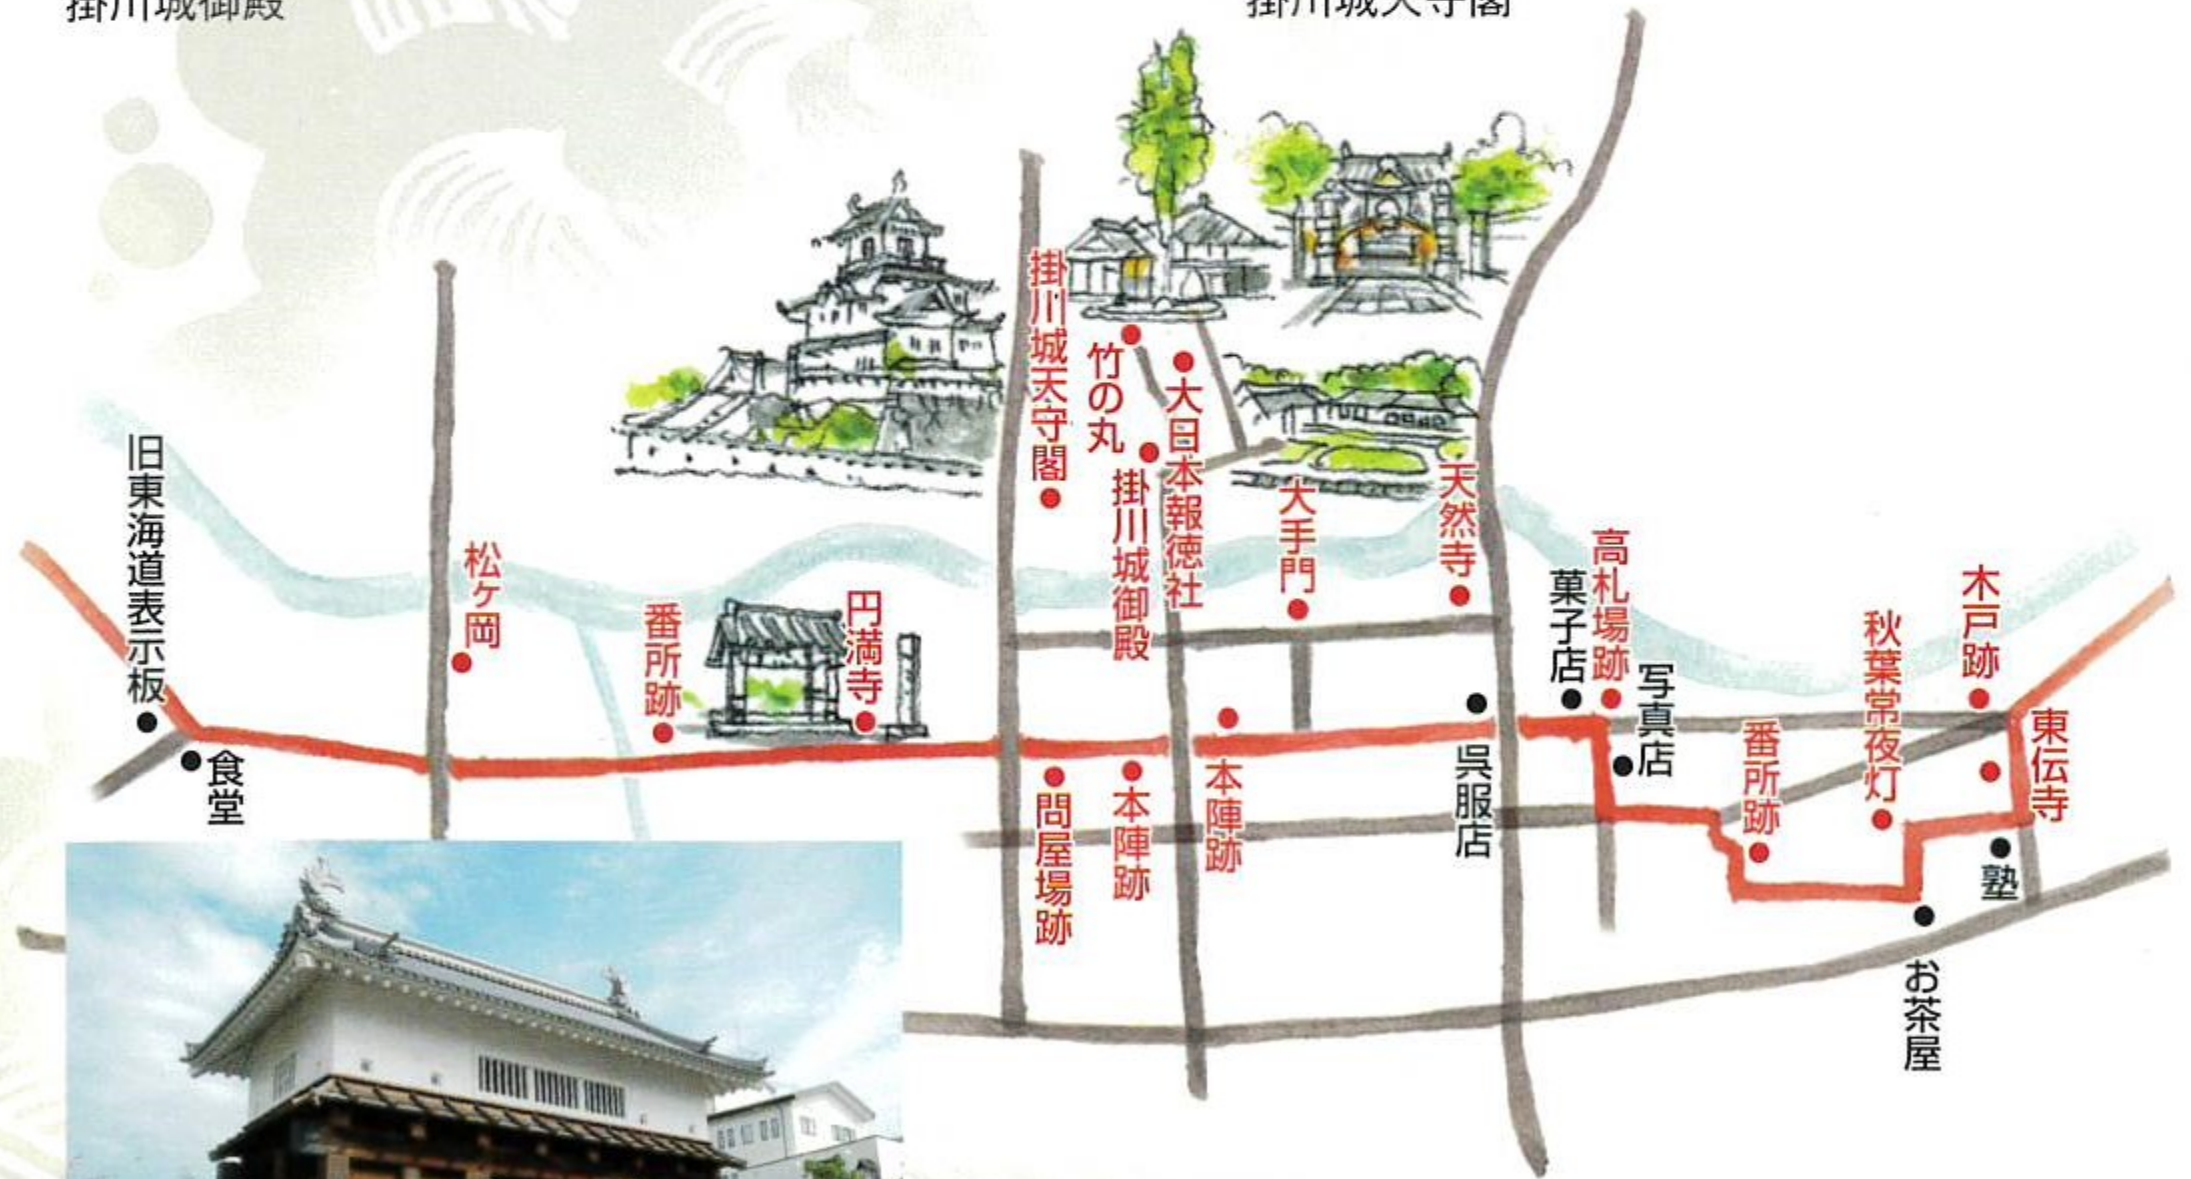 掛川城御殿
掛川城天守閣
旧東海道表示板
食堂
松ヶ岡
番所跡
円満寺
掛川城天守閣
竹の丸
大日本報徳社
掛川城御殿
大手門
天然寺
菓子店
高札場跡
写真店
木戸跡
秋葉常夜灯
番所跡
東伝寺
呉服店
本陣跡
本陣跡
問屋場跡
塾
お茶屋